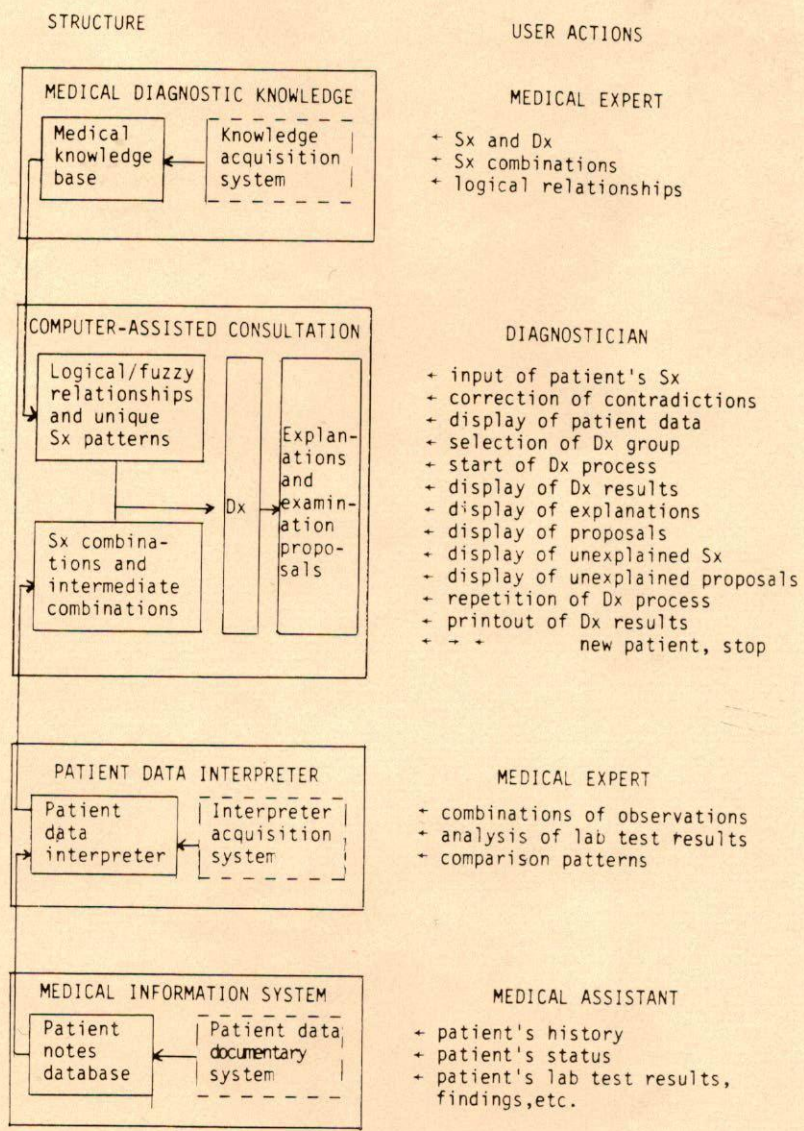 STRUCTURE
USER ACTIONS
MEDICAL DIAGNOSTIC KNOWLEDGE
Medical
knowledge
base
Knowledge
acquisition
system
MEDICAL EXPERT
← Sx and Dx
← Sx combinations
← logical relationships
COMPUTER-ASSISTED CONSULTATION
Logical/fuzzy
relationships
and unique
Sx patterns
Sx combina-
tions and
intermediate
combinations
Dx
Explan-
ations
and
examin-
ation
propo-
sals
DIAGNOSTICIAN
← input of patient's Sx
← correction of contradictions
← display of patient data
← selection of Dx group
← start of Dx process
← display of Dx results
← display of explanations
← display of proposals
← display of unexplained Sx
← display of unexplained proposals
← repetition of Dx process
← printout of Dx results
← → ← new patient, stop
PATIENT DATA INTERPRETER
Patient
data
interpreter
Interpreter
acquisition
system
MEDICAL EXPERT
← combinations of observations
← analysis of lab test results
← comparison patterns
MEDICAL INFORMATION SYSTEM
Patient
notes
database
Patient data
documentary
system
MEDICAL ASSISTANT
← patient's history
← patient's status
← patient's lab test results,
findings,etc.